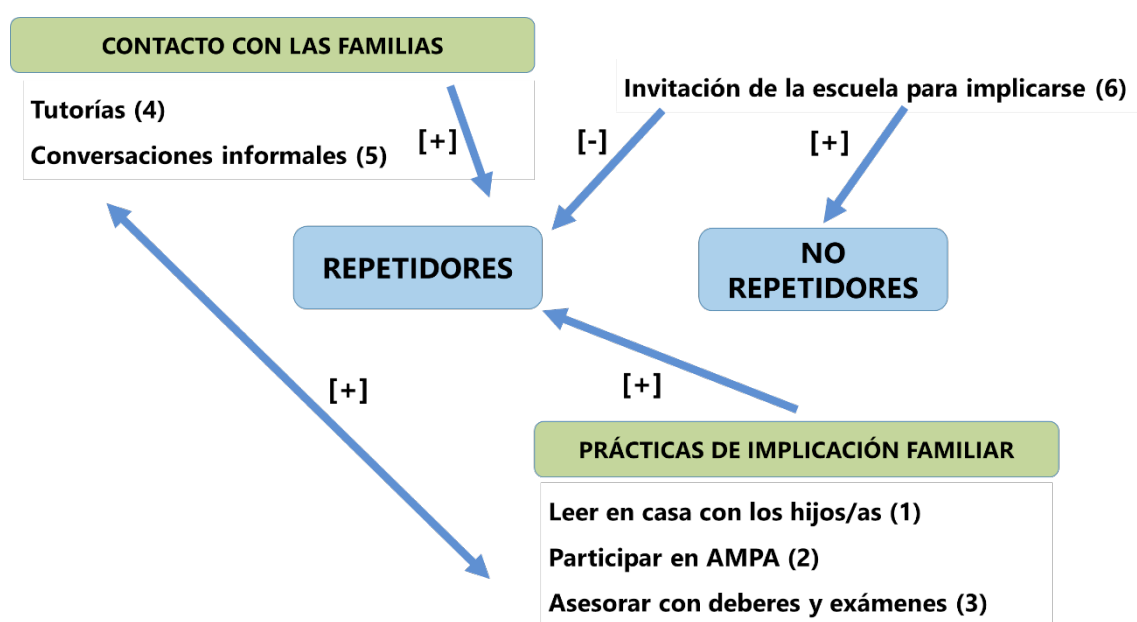 CONTACTO CON LAS FAMILIAS
Tutorías (4)
Conversaciones informales (5)
[+]
Invitación de la escuela para implicarse (6)
[-]
[+]
REPETIDORES
NO
REPETIDORES
[+]
[+]
PRÁCTICAS DE IMPLICACIÓN FAMILIAR
Leer en casa con los hijos/as (1)
Participar en AMPA (2)
Asesorar con deberes y exámenes (3)